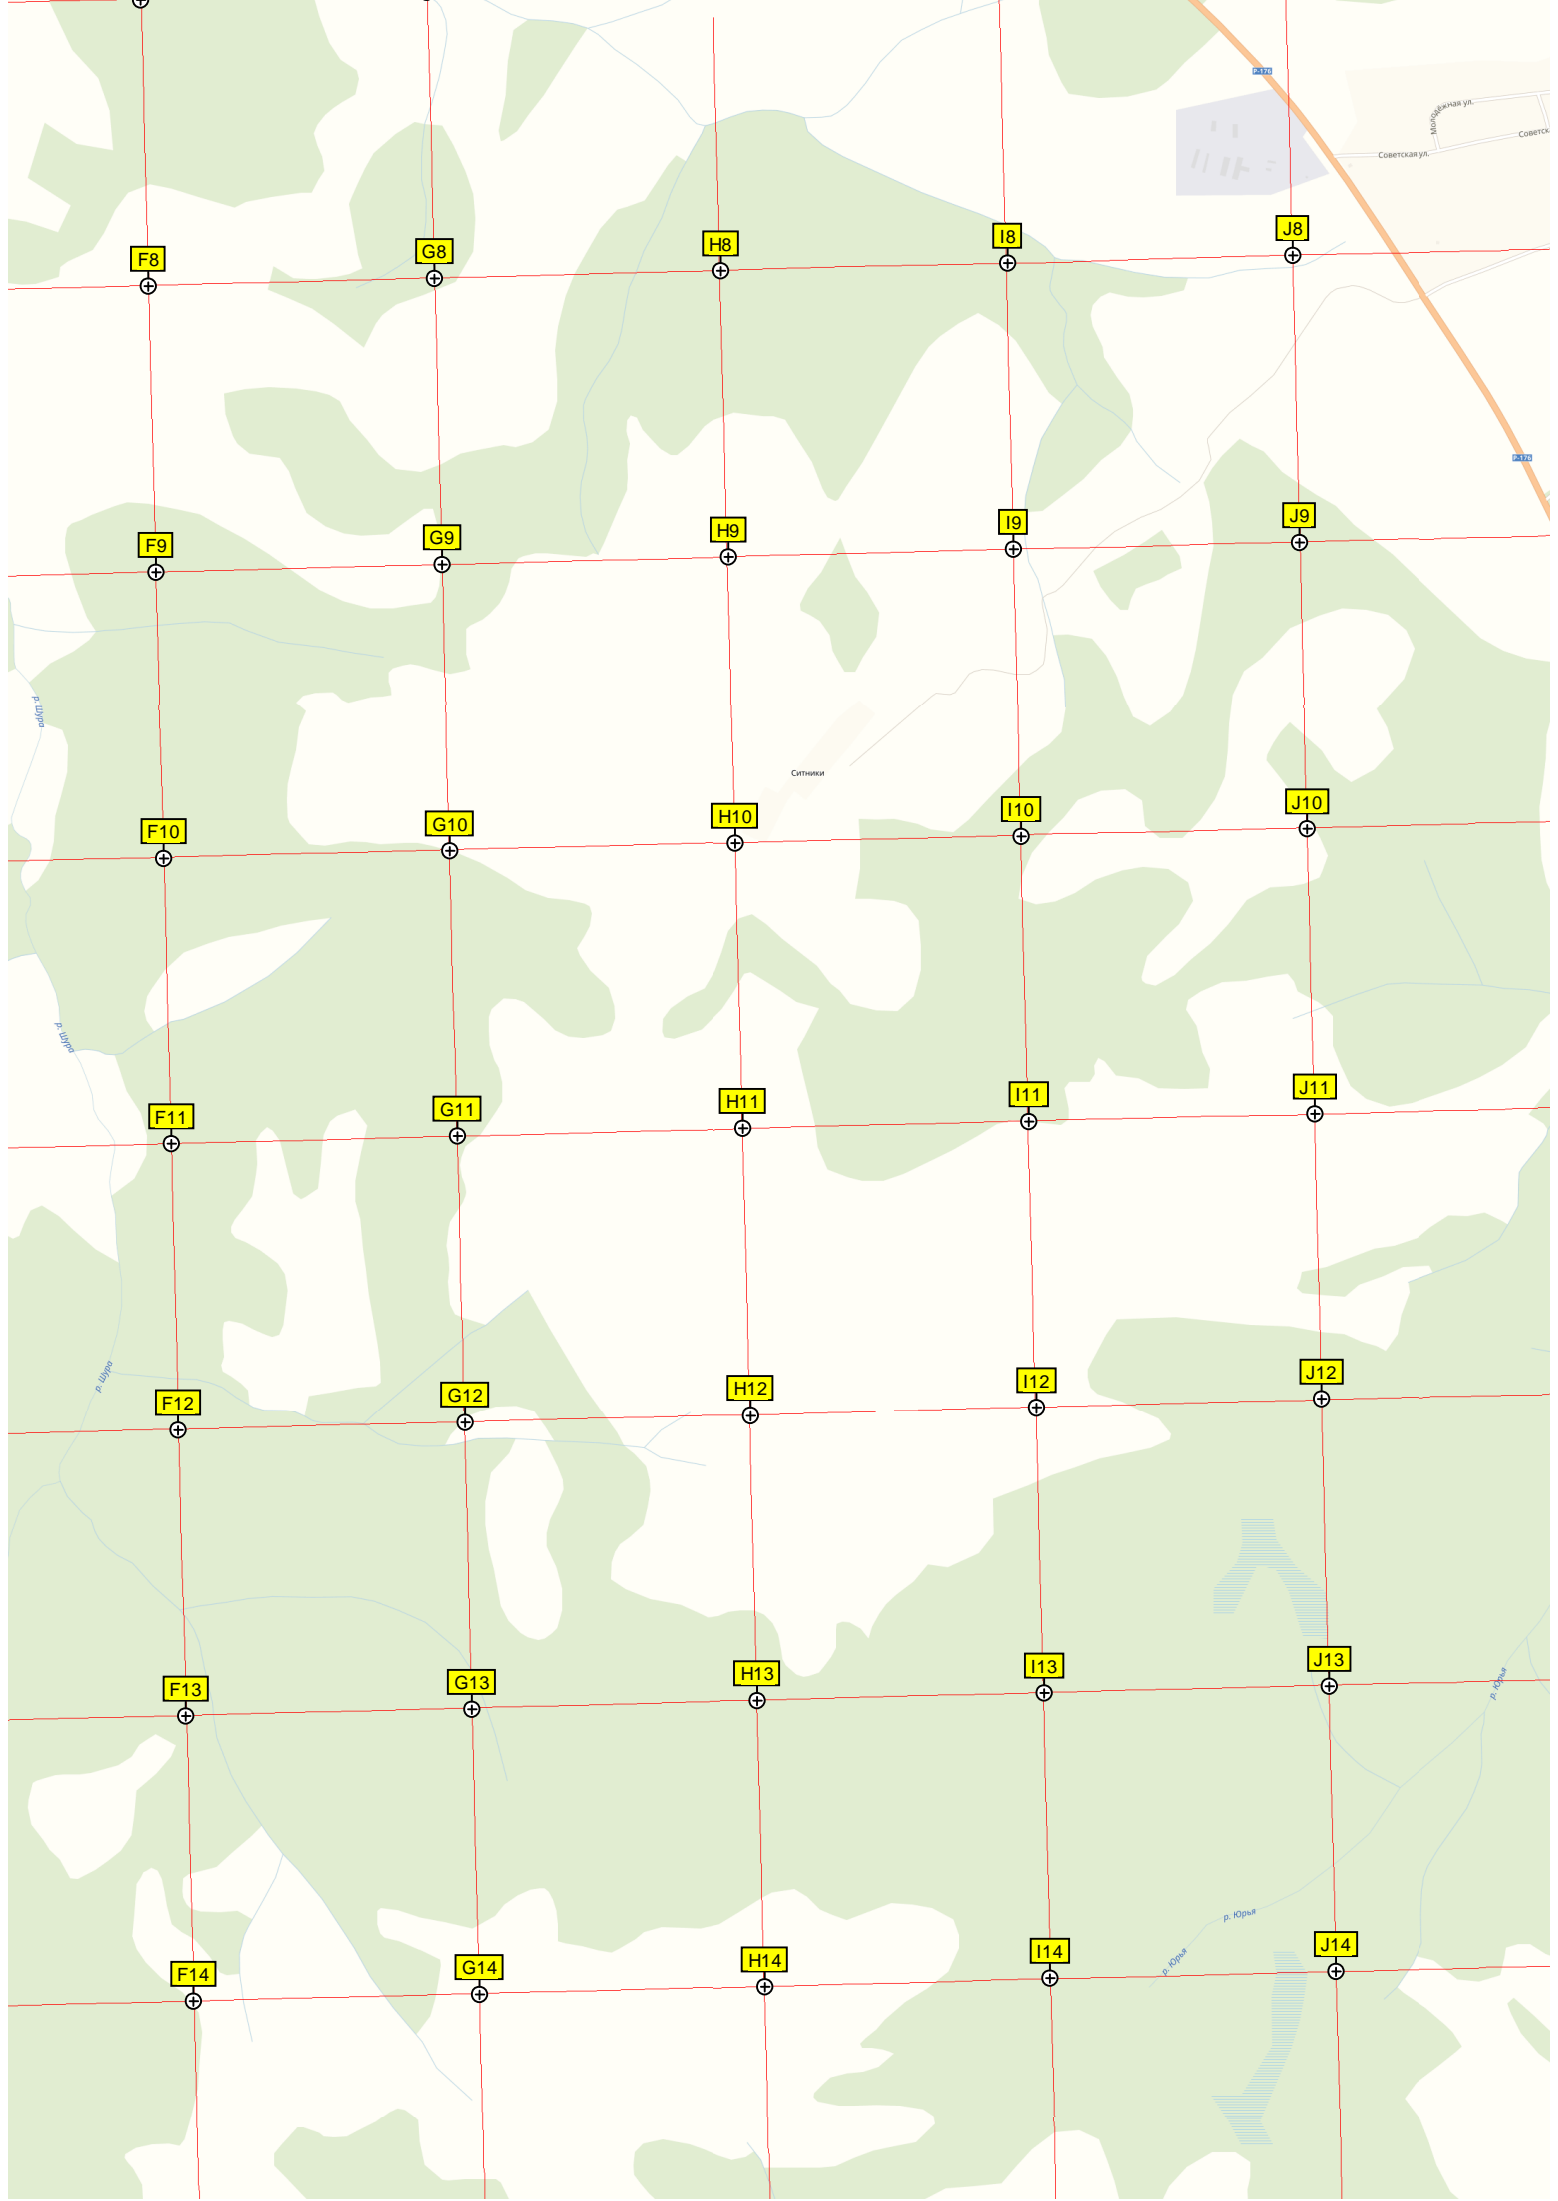 Р-176
Молодёжная ул.
Советская ул.
F8
G8
H8
I8
J8
Р-176
F9
G9
H9
I9
J9
р. Шура
Ситники
F10
G10
H10
I10
J10
р. Шура
F11
G11
H11
I11
J11
р. Шура
F12
G12
H12
I12
J12
F13
G13
H13
I13
J13
р. Юрья
р. Юрья
р. Юрья
F14
G14
H14
I14
J14